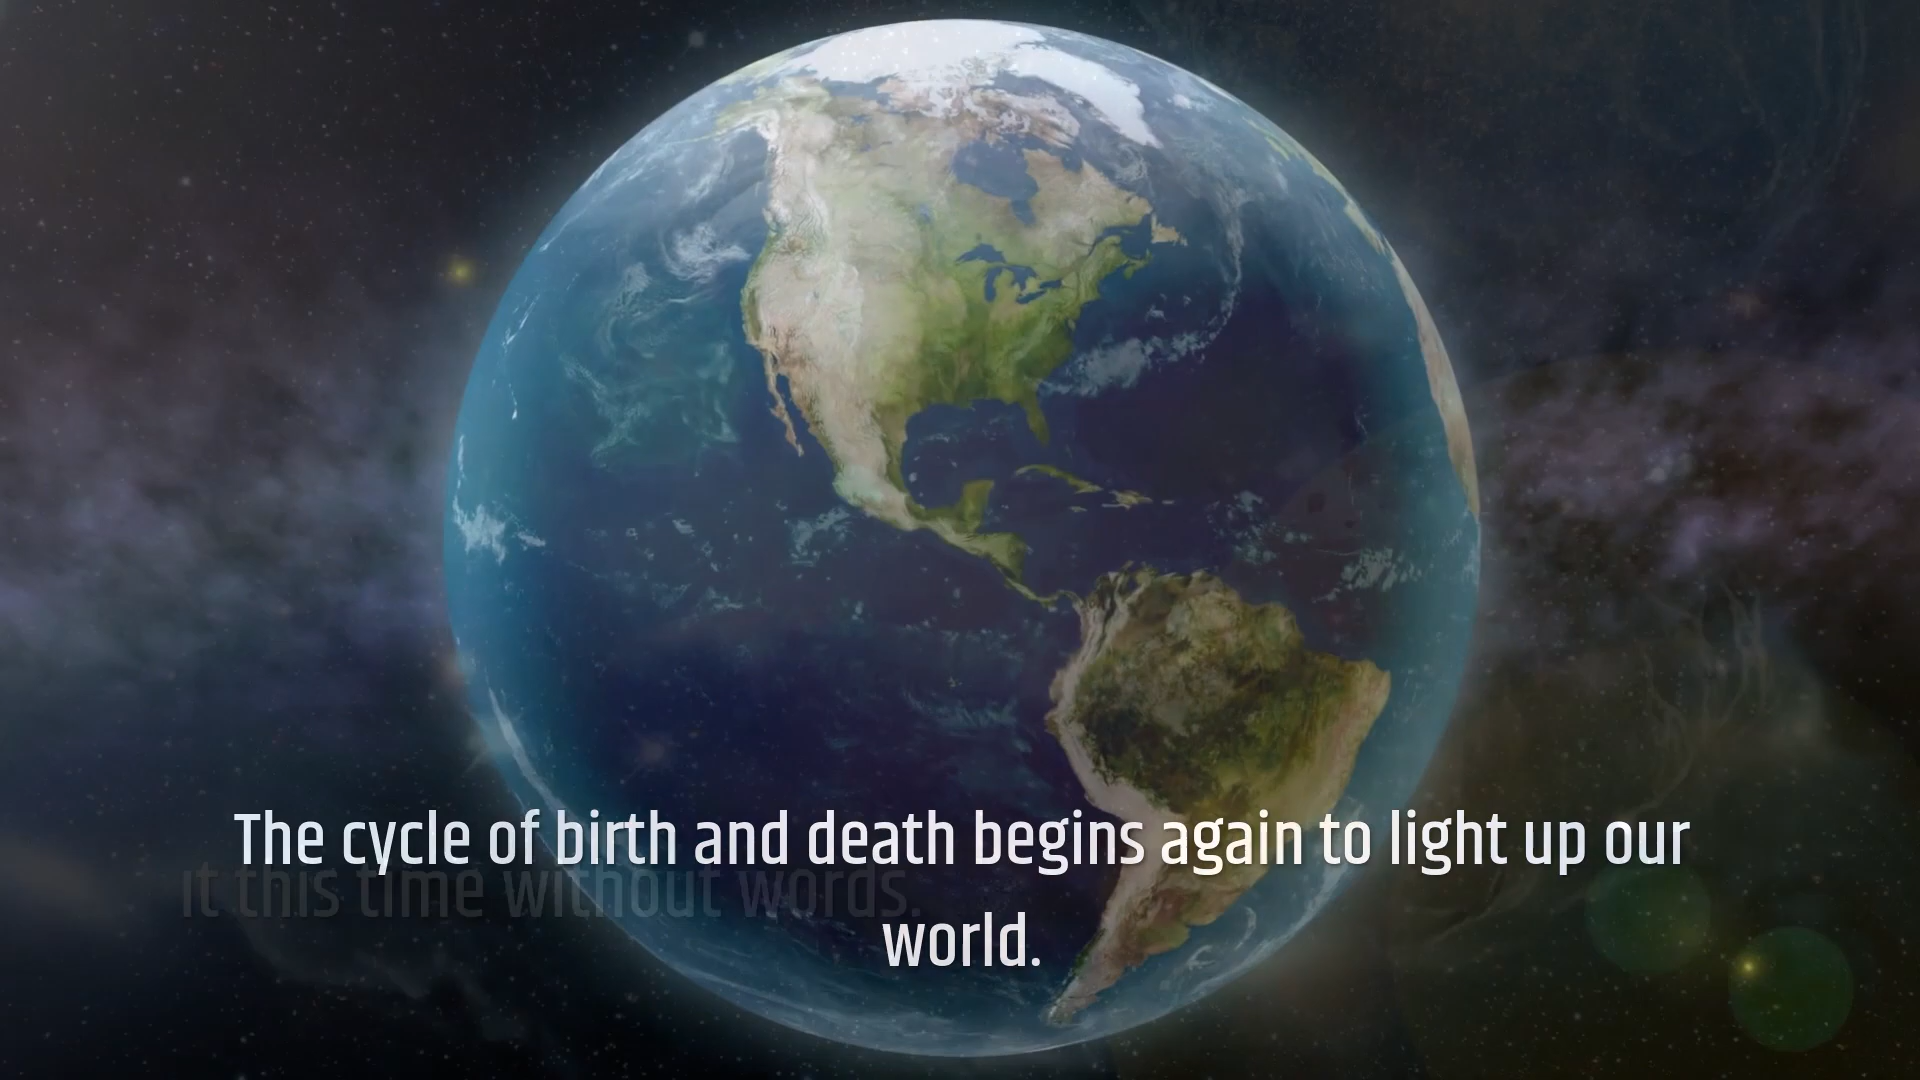 The cycle of birth and death begins again to light up our
it this time without words.
world.